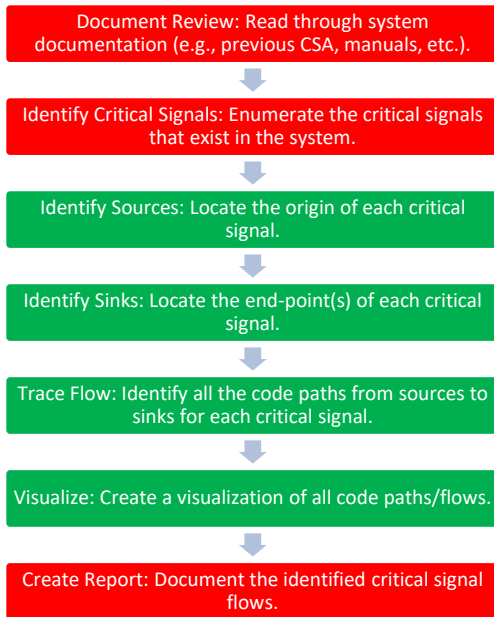 Document Review: Read through system
documentation (e.g., previous CSA, manuals, etc.).
Identify Critical Signals: Enumerate the critical signals
that exist in the system.
Identify Sources: Locate the origin of each critical
signal.
Identify Sinks: Locate the end-point(s) of each critical
signal.
Trace Flow: Identify all the code paths from sources to
sinks for each critical signal.
Visualize: Create a visualization of all code paths/flows.
Create Report: Document the identified critical signal
flows.